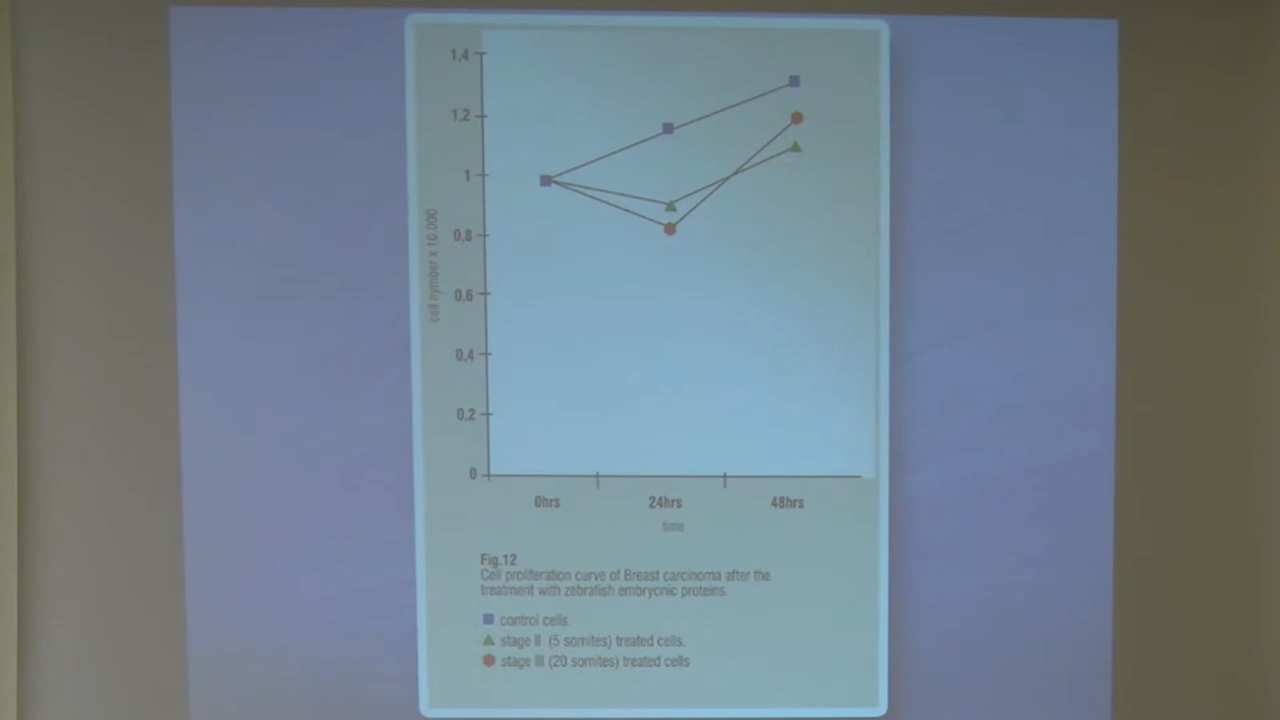 1,4
1,2
1
0,8
0,6
0,4
0,2
0
cell nymber x 10.000
0hrs 24hrs 48hrs
time
Fig.12
Cell proliferation curve of Breast carcinoma after the
treatment with zebrafish embryonic proteins.
control cells.
stage II (5 somites) treated cells.
stage III (20 somites) treated cells